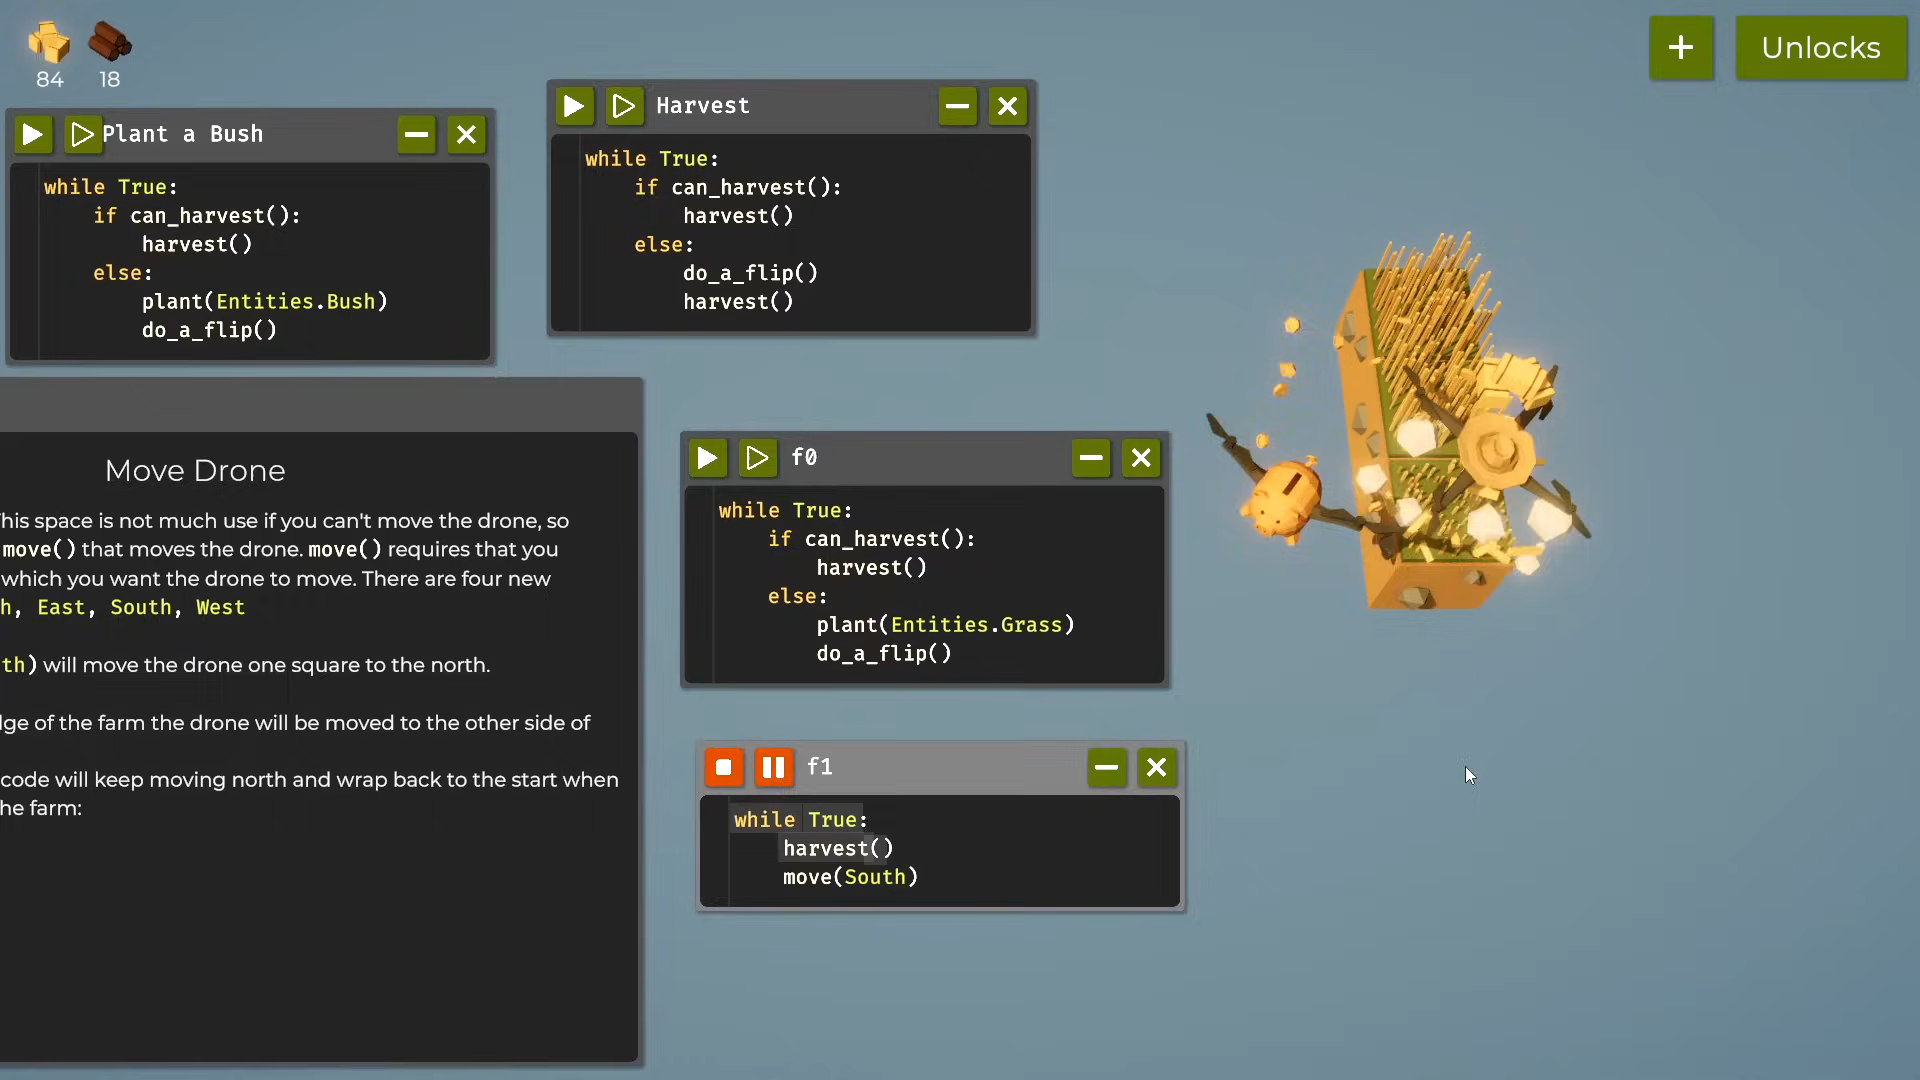 84 18
Unlocks
Plant a Bush
while True:
if can_harvest():
harvest()
else:
plant(Entities.Bush)
do_a_flip()
Harvest
while True:
if can_harvest():
harvest()
else:
do_a_flip()
harvest()
Move Drone
his space is not much use if you can't move the drone, so
move() that moves the drone. move() requires that you
which you want the drone to move. There are four new
h, East, South, West
th) will move the drone one square to the north.
dge of the farm the drone will be moved to the other side of
code will keep moving north and wrap back to the start when
he farm:
f0
while True:
if can_harvest():
harvest()
else:
plant(Entities.Grass)
do_a_flip()
f1
while True:
harvest()
move(South)